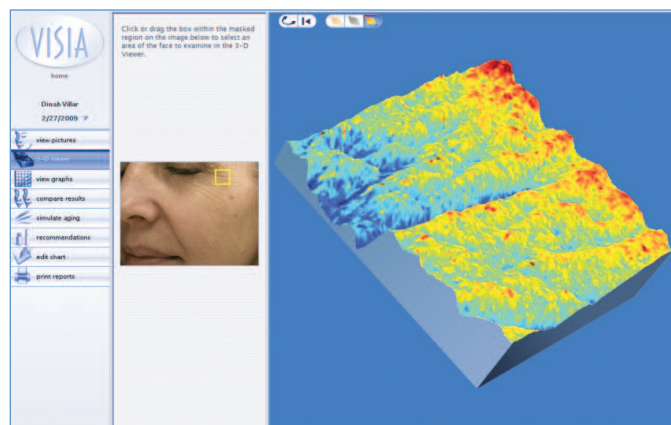 VISIA
home
Dinah Villar
2/27/2009
view pictures
3-D viewer
view graphs
compare results
simulate aging
recommendations
edit chart
print reports
Click or drag the box within the masked
region on the image below to select an
area of the face to examine in the 3-D
Viewer.